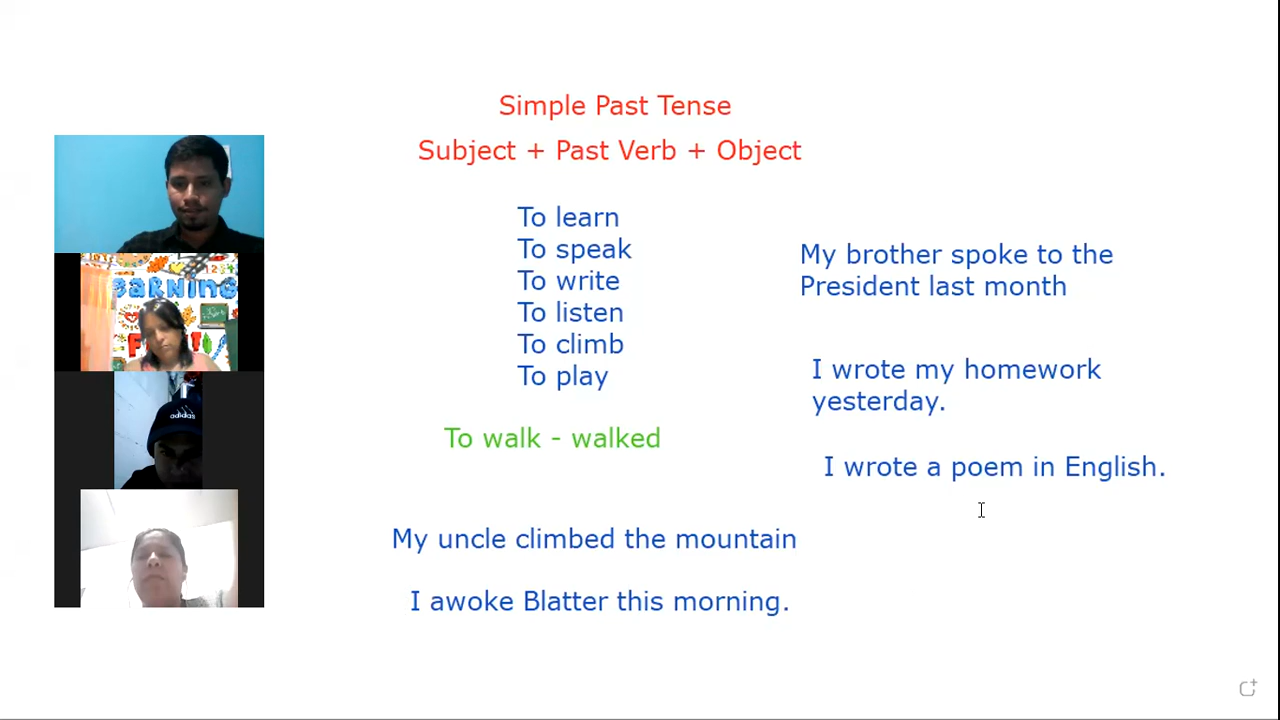 Simple Past Tense
Subject + Past Verb + Object
To learn
To speak
To write
To listen
To climb
To play
To walk - walked
My brother spoke to the
President last month
I wrote my homework
yesterday.
I wrote a poem in English.
My uncle climbed the mountain
I awoke Blatter this morning.
LEARNING
adidas